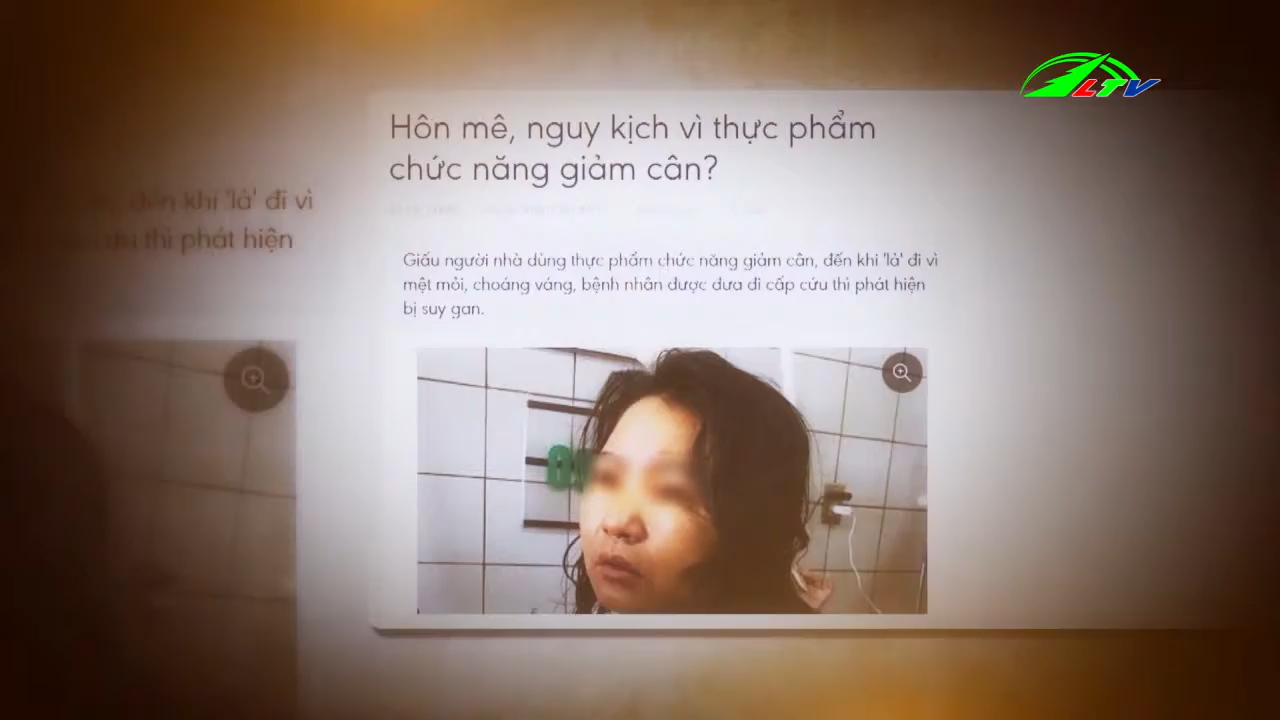 LTV
Hôn mê, nguy kịch vì thực phẩm
chức năng giảm cân?
khi 'lả' đi vì
thì phát hiện
Giấu người nhà dùng thực phẩm chức năng giảm cân, đến khi 'lả' đi vì
mệt mỏi, choáng váng, bệnh nhân được đưa đi cấp cứu thì phát hiện
bị suy gan.